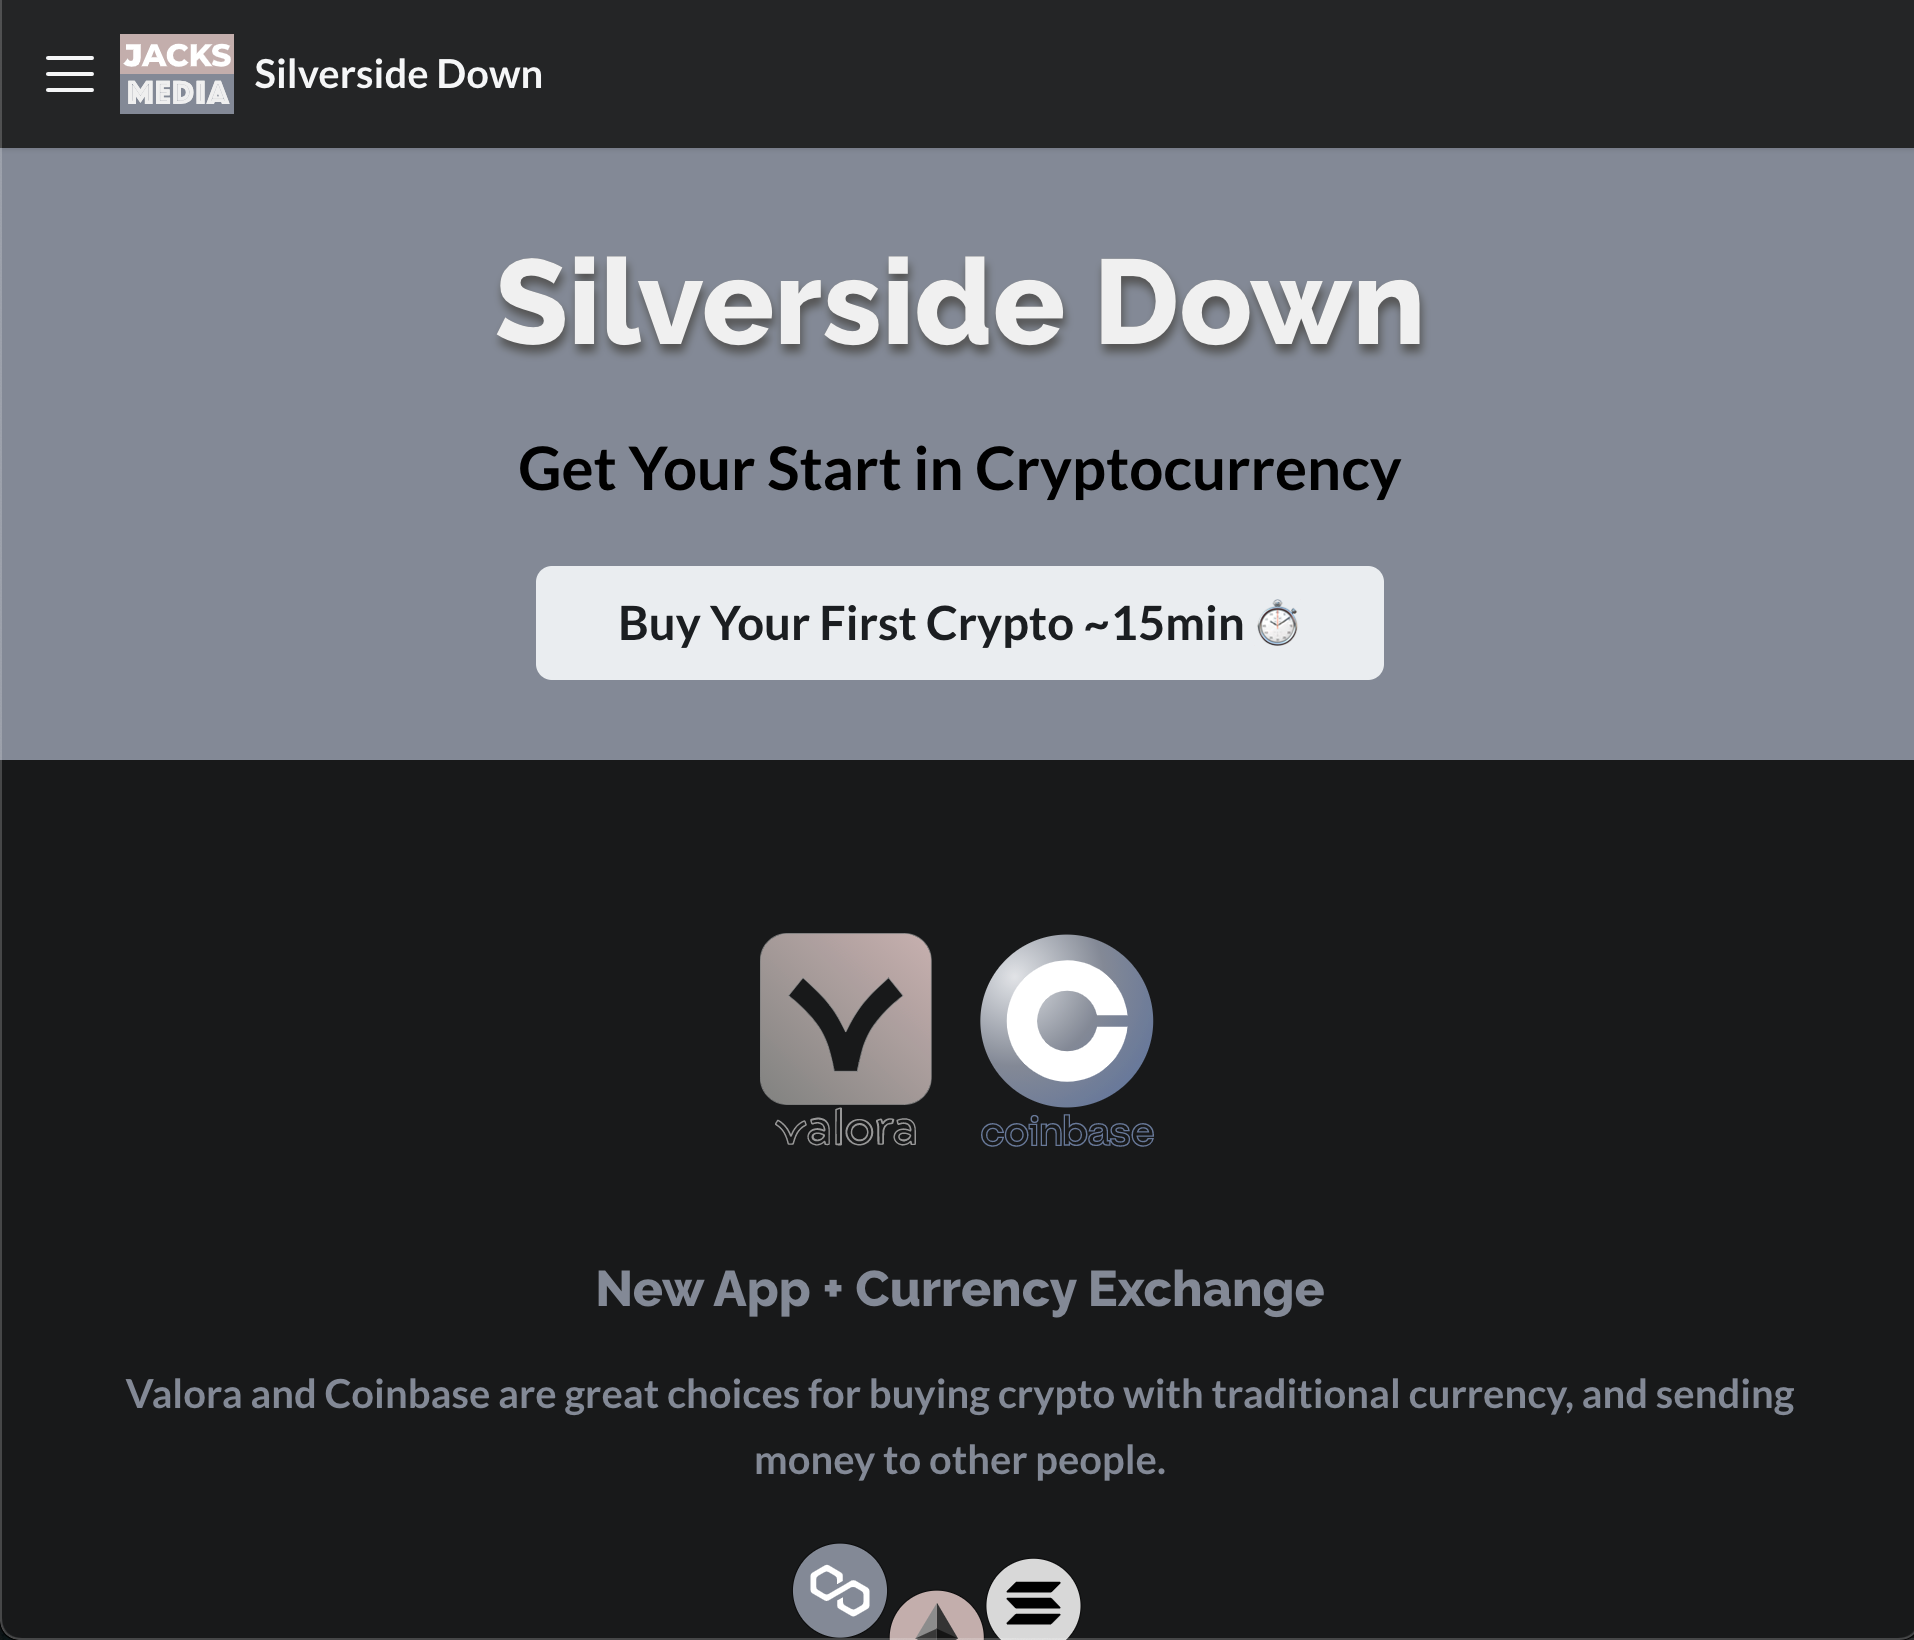 JACKS
MEDIA
Silverside Down
Silverside Down
Get Your Start in Cryptocurrency
Buy Your First Crypto ~15min ⏱️
valora
coinbase
New App + Currency Exchange
Valora and Coinbase are great choices for buying crypto with traditional currency, and sending
money to other people.